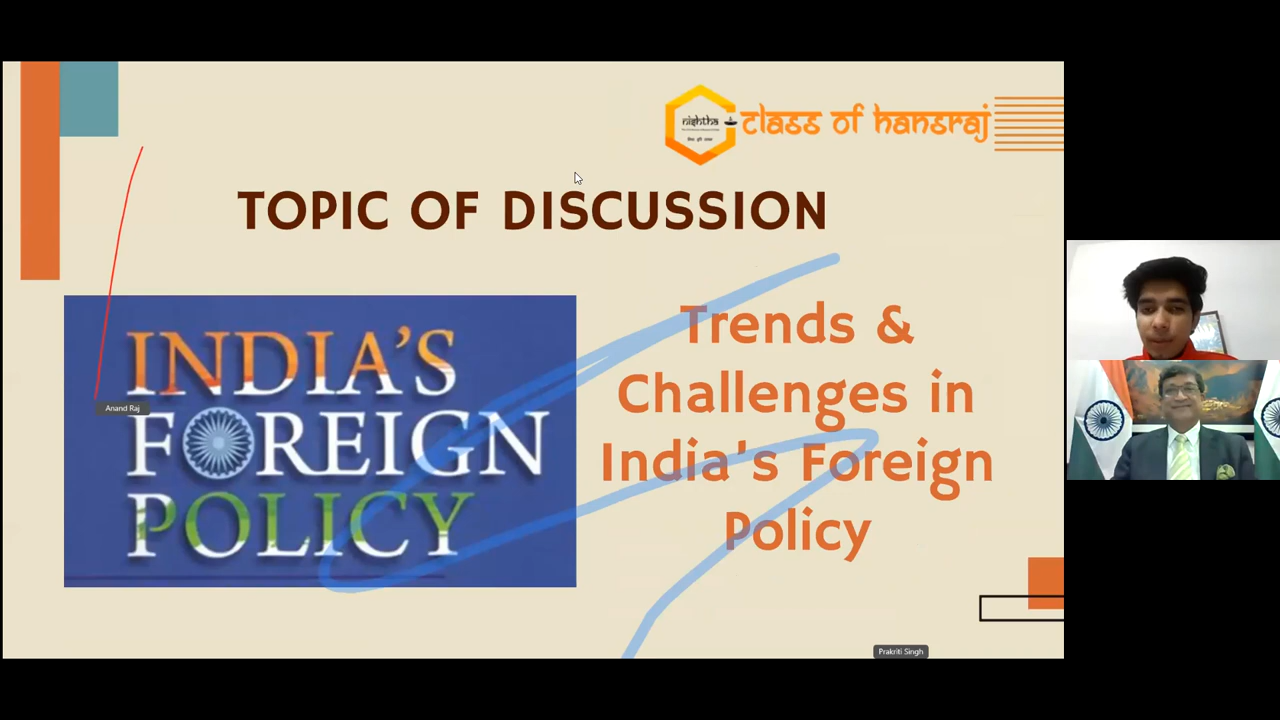 nishtha
class of hansraj
TOPIC OF DISCUSSION
INDIA'S
FOREIGN
POLICY
Trends &
Challenges in
India's Foreign
Policy
Anand Raj
Prakriti Singh